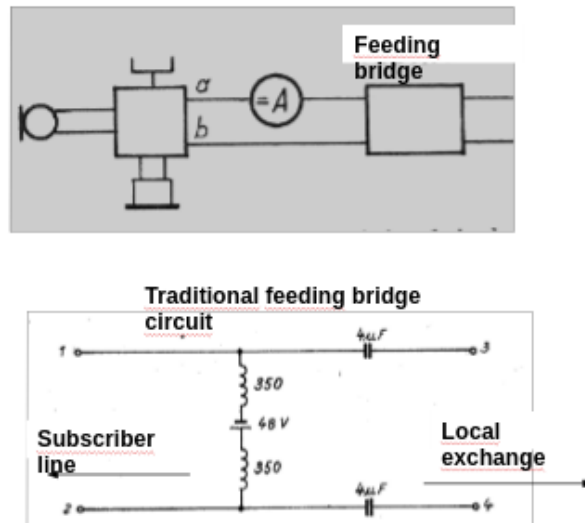 Feeding
bridge
a
= A
b
Traditional feeding bridge
circuit
1
4µF
3
350
48 V
350
Subscriber
line
Local
exchange
4µF
2
4